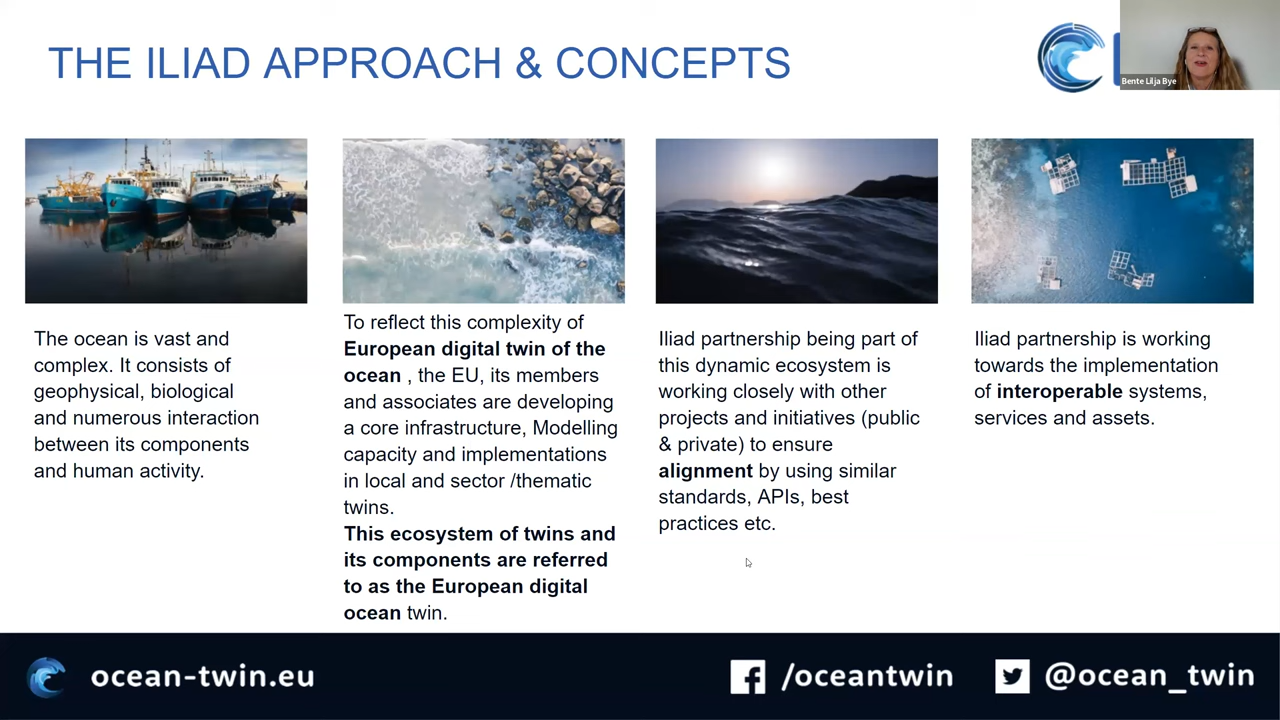 THE ILIAD APPROACH & CONCEPTS
Bente Lilja Bye
The ocean is vast and
complex. It consists of
geophysical, biological
and numerous interaction
between its components
and human activity.
To reflect this complexity of
European digital twin of the
ocean , the EU, its members
and associates are developing
a core infrastructure, Modelling
capacity and implementations
in local and sector /thematic
twins.
This ecosystem of twins and
its components are referred
to as the European digital
ocean twin.
Iliad partnership being part of
this dynamic ecosystem is
working closely with other
projects and initiatives (public
& private) to ensure
alignment by using similar
standards, APIs, best
practices etc.
Iliad partnership is working
towards the implementation
of interoperable systems,
services and assets.
ocean-twin.eu
/oceantwin
@ocean_twin